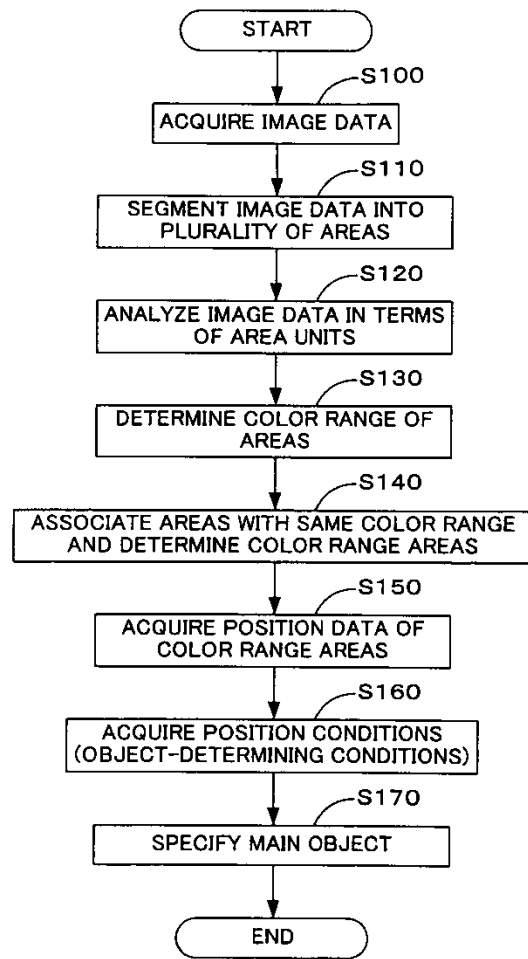 START
S100
ACQUIRE IMAGE DATA
S110
SEGMENT IMAGE DATA INTO
PLURALITY OF AREAS
S120
ANALYZE IMAGE DATA IN TERMS
OF AREA UNITS
S130
DETERMINE COLOR RANGE OF
AREAS
S140
ASSOCIATE AREAS WITH SAME COLOR RANGE
AND DETERMINE COLOR RANGE AREAS
S150
ACQUIRE POSITION DATA OF
COLOR RANGE AREAS
S160
ACQUIRE POSITION CONDITIONS
(OBJECT-DETERMINING CONDITIONS)
S170
SPECIFY MAIN OBJECT
END